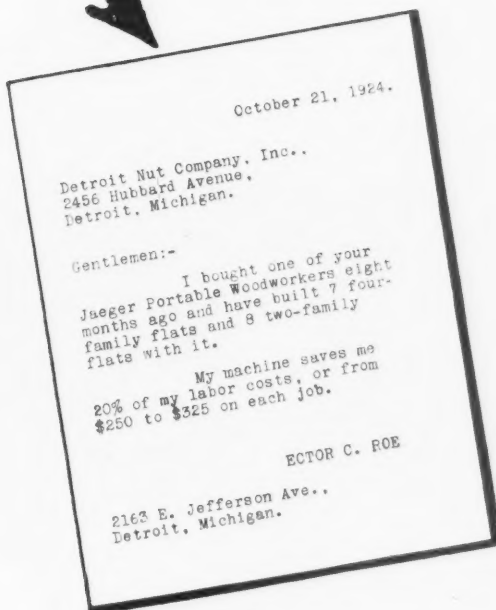 October 21, 1924.
Detroit Nut Company, Inc.,
2456 Hubbard Avenue,
Detroit, Michigan.
Gentlemen:-
I bought one of your
Jaeger Portable Woodworkers eight
months ago and have built 7 four-
family flats and 8 two-family
flats with it.
My machine saves me
20% of my labor costs, or from
$250 to $325 on each job.
ECTOR C. ROE
2163 E. Jefferson Ave.,
Detroit, Michigan.